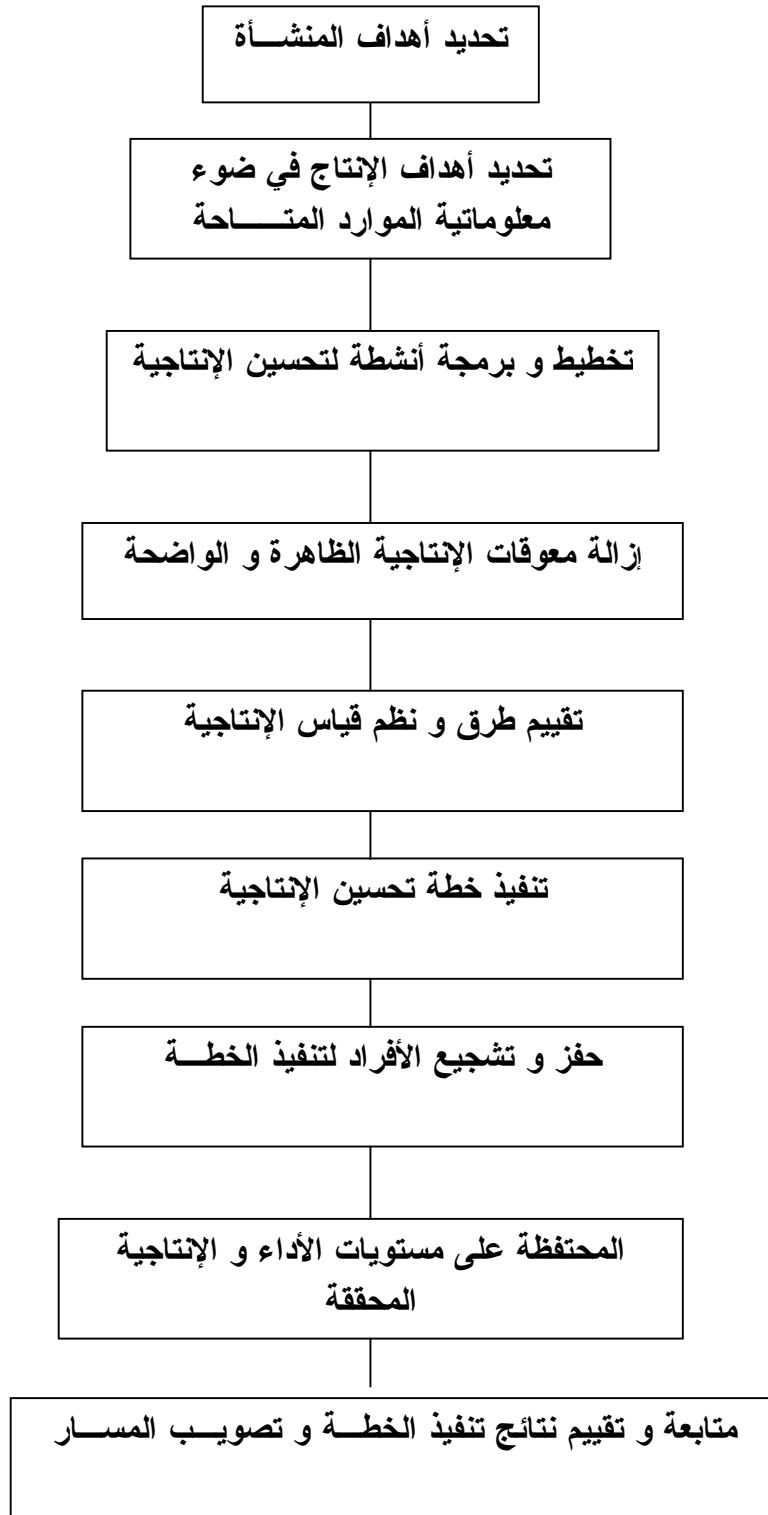 تحديد أهداف المنشـــأة
تحديد أهداف الإنتاج في ضوء
معلوماتية الموارد المتـــــاحة
تخطيط و برمجة أنشطة لتحسين الإنتاجية
إزالة معوقات الإنتاجية الظاهرة و الواضحة
تقييم طرق و نظم قياس الإنتاجية
تنفيذ خطة تحسين الإنتاجية
حفز و تشجيع الأفراد لتنفيذ الخطـــة
المحتفظة على مستويات الأداء و الإنتاجية
المحققة
متابعة و تقييم نتائج تنفيذ الخطـــة و تصويـــب المســـار